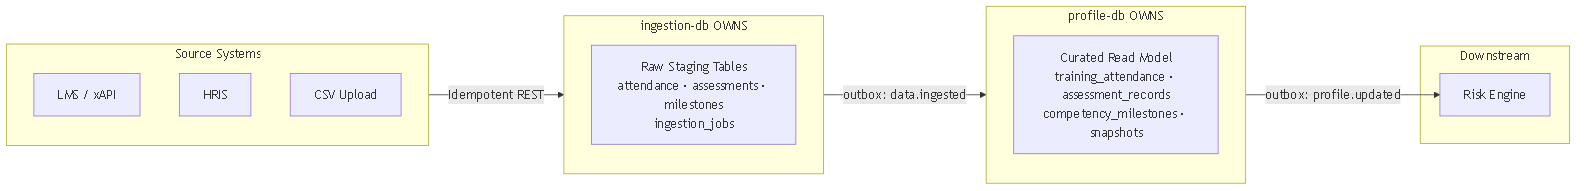 Source Systems
LMS / xAPI
HRIS
CSV Upload
Idempotent REST
ingestion-db OWNS
Raw Staging Tables
attendance · assessments ·
milestones
ingestion_jobs
outbox: data.ingested
profile-db OWNS
Curated Read Model
training_attendance ·
assessment_records
competency_milestones ·
snapshots
outbox: profile.updated
Downstream
Risk Engine